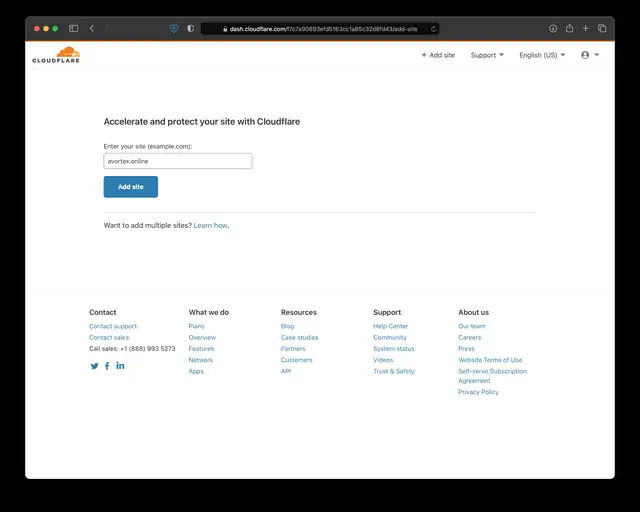 dash.cloudflare.com/f7c7a90893efd5163cc1a85c32d8fd43/add-site
CLOUDFLARE
+ Add site
Support
English (US)
Accelerate and protect your site with Cloudflare
Enter your site (example.com):
avortex.online
Add site
Want to add multiple sites? Learn how.
Contact
Contact support
Contact sales
Call sales: +1 (888) 993 5273
What we do
Plans
Overview
Features
Network
Apps
Resources
Blog
Case studies
Partners
Customers
API
Support
Help Center
Community
System status
Videos
Trust & Safety
About us
Our team
Careers
Press
Website Terms of Use
Self-serve Subscription
Agreement
Privacy Policy